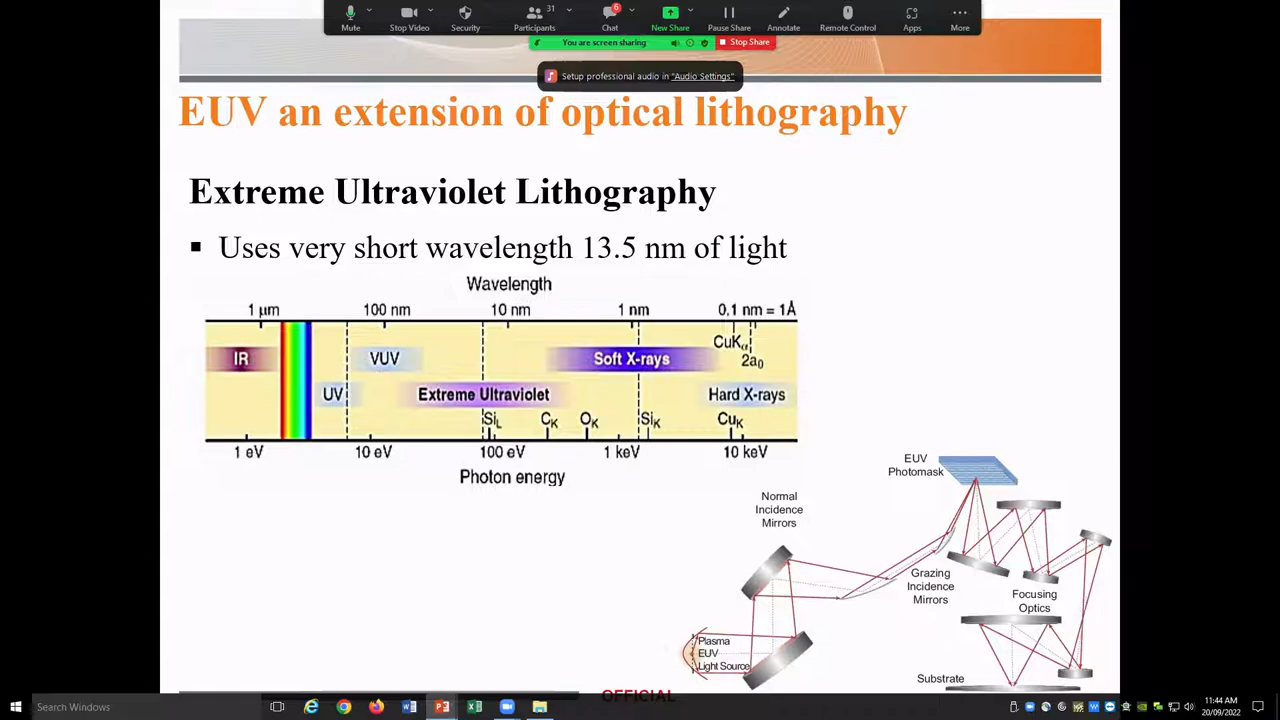 31
6
Mute
Stop Video
Security
Participants
Chat
New Share
Pause Share
Annotate
Remote Control
Apps
More
You are screen sharing
Stop Share
Setup professional audio in "Audio Settings"
EUV an extension of optical lithography
Extreme Ultraviolet Lithography
▪ Uses very short wavelength 13.5 nm of light
Wavelength
1 µm 100 nm 10 nm 1 nm 0.1 nm = 1Å
CuKα
IR VUV Soft X-rays 2a0
UV Extreme Ultraviolet Hard X-rays
SiL CK OK SiK CuK
1 eV 10 eV 100 eV 1 keV 10 keV
Photon energy
EUV
Photomask
Normal
Incidence
Mirrors
Grazing
Incidence
Mirrors
Focusing
Optics
Plasma
EUV
Light Source
Substrate
OFFICIAL
Search Windows
11:44 AM
20/09/2022